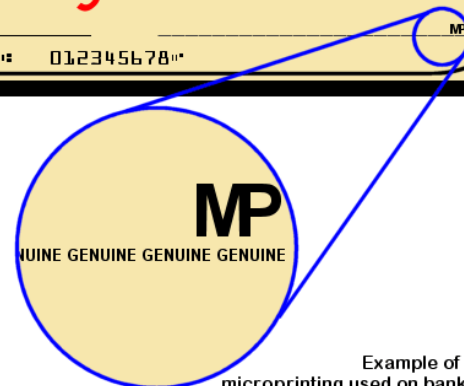 MP
⑈ 012345678⑈
MP
NUINE GENUINE GENUINE GENUINE
Example of
microprinting used on bank